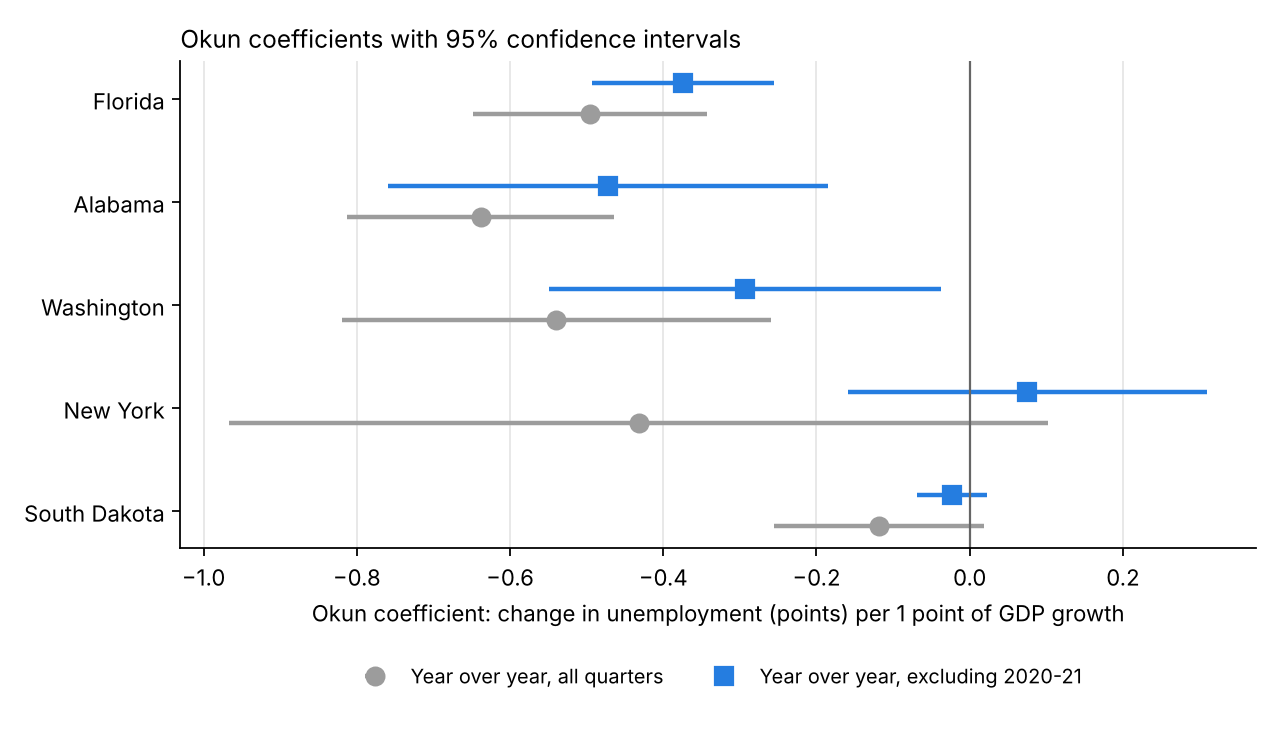 Okun coefficients with 95% confidence intervals
Florida
Alabama
Washington
New York
South Dakota
−1.0 −0.8 −0.6 −0.4 −0.2 0.0 0.2
Okun coefficient: change in unemployment (points) per 1 point of GDP growth
Year over year, all quarters Year over year, excluding 2020-21